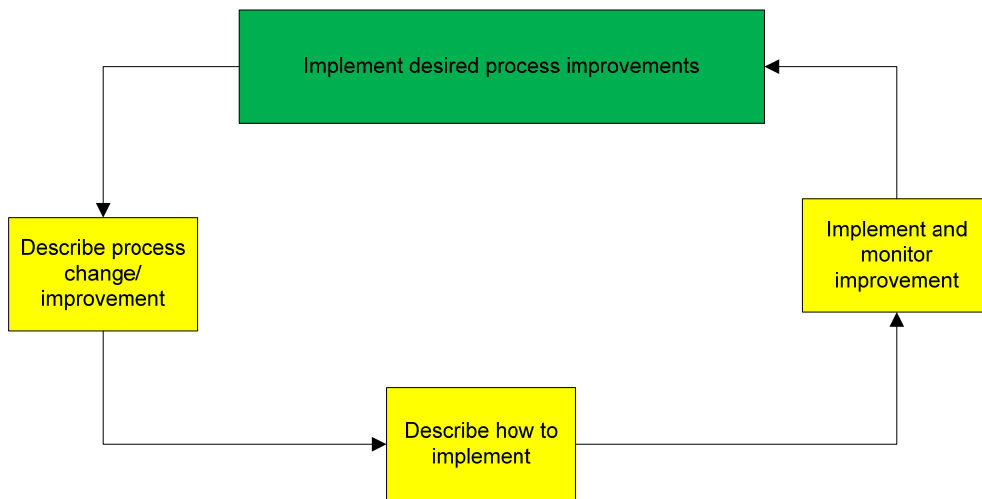 Implement desired process improvements
Describe process
change/
improvement
Implement and
monitor
improvement
Describe how to
implement